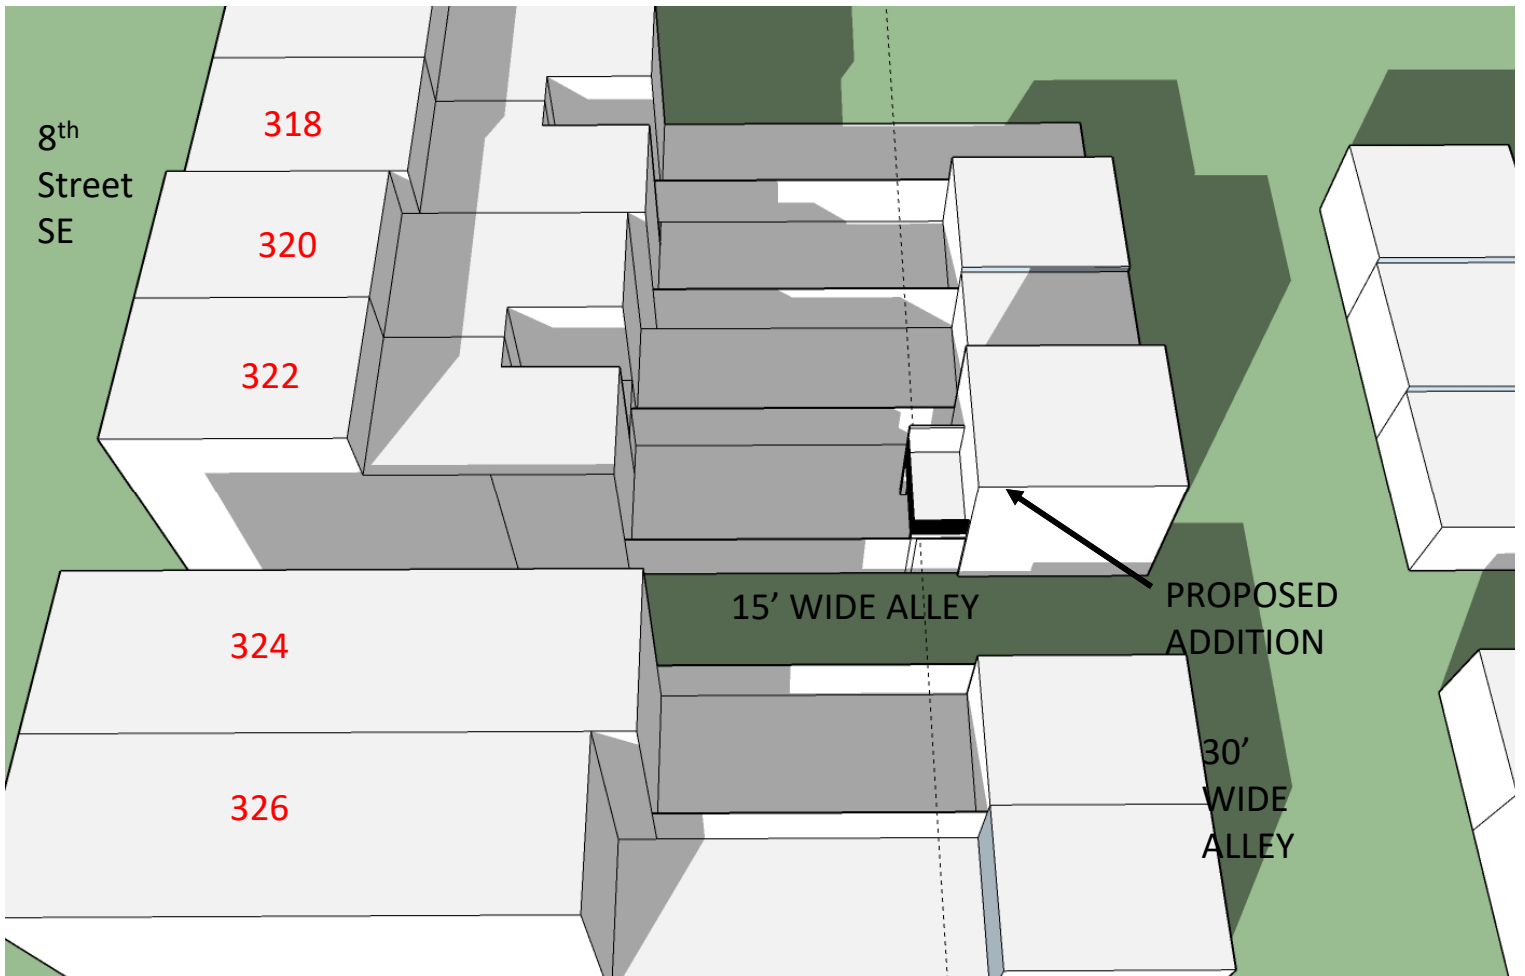 8th
Street
SE
318
320
322
324
326
15’ WIDE ALLEY
PROPOSED
ADDITION
30’
WIDE
ALLEY